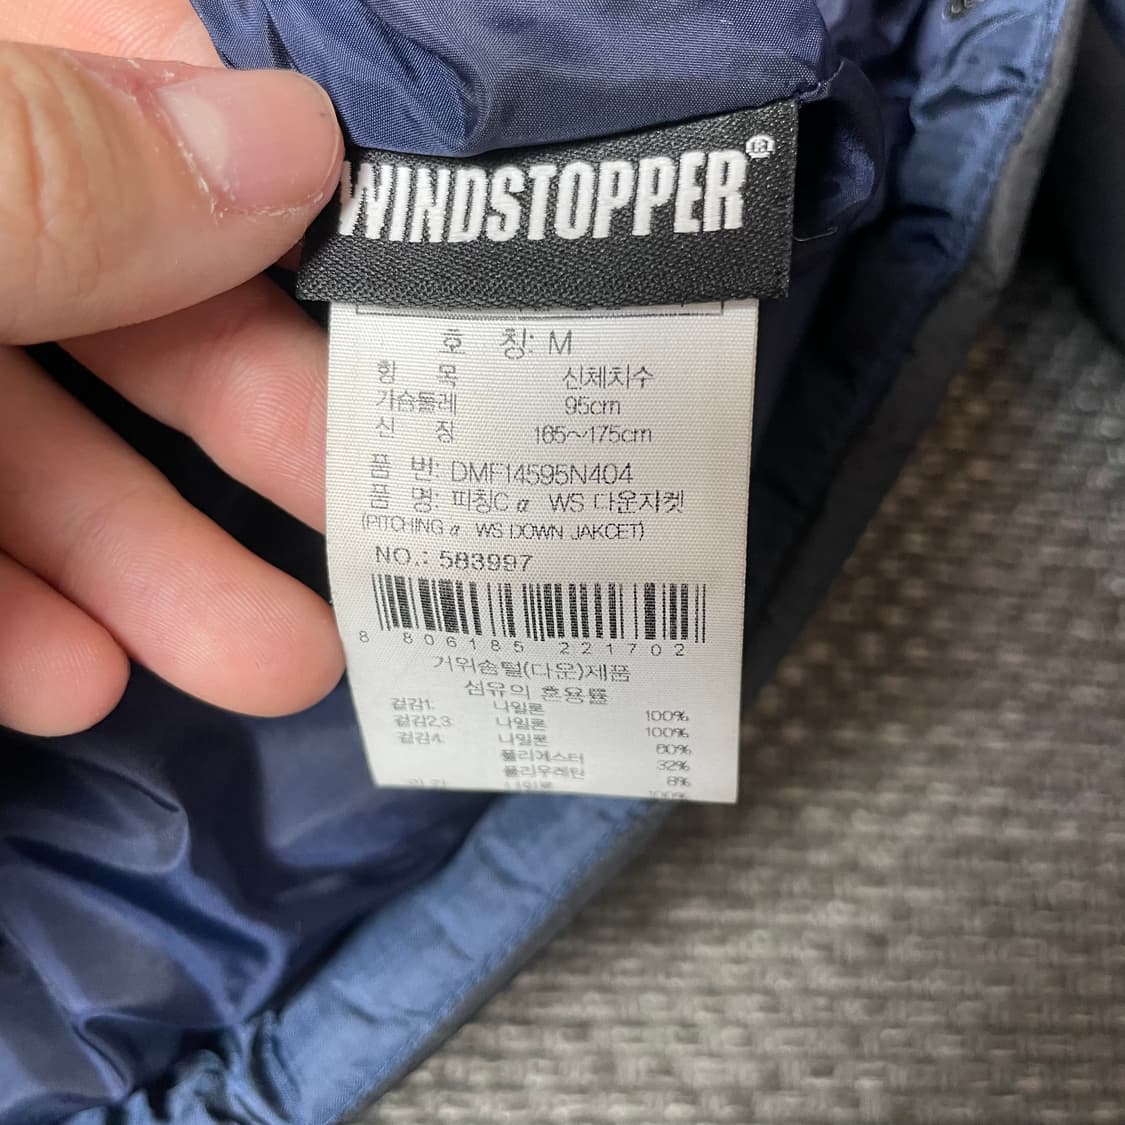 WINDSTOPPER®
호 칭: M
항 목 신체치수
가슴둘레 95cm
신 장 165~175cm
품 번: DMF14595N404
품 명: 피칭C α WS 다운자켓
(PITCHING α WS DOWN JAKCET)
NO.: 583997
8 806185 221702
거위솜털(다운)제품
섬유의 혼용률
겉감1: 나일론 100%
겉감2,3: 나일론 100%
겉감4: 나일론 60%
폴리에스터 32%
폴리우레탄 8%
나일론 100%